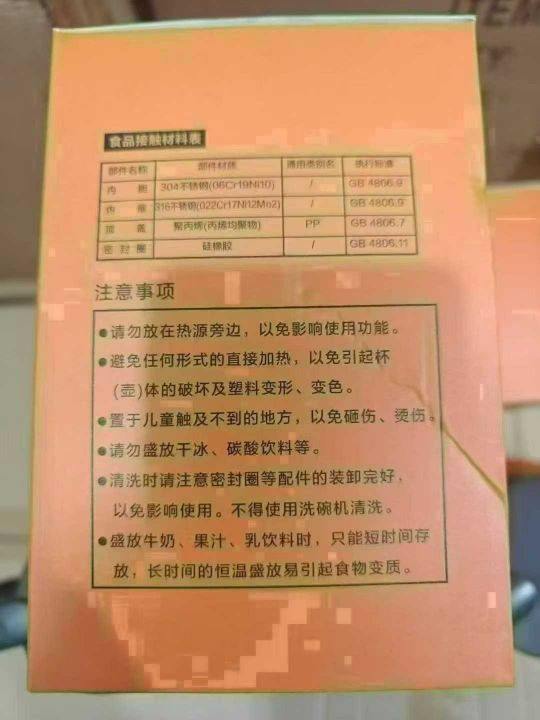 ITEM
食品接触材料表
部件名称 部件材质 通用类别名 执行标准
内 胆 304不锈钢(06Cr19Ni10) / GB 4806.9
内 316不锈钢(022Cr17Ni12Mo2) / GB 4806.9
盖 聚丙烯(丙烯均聚物) PP GB 4806.7
密 封 圈 硅橡胶 / GB 4806.11
注意事项
●请勿放在热源旁边，以免影响使用功能。
●避免任何形式的直接加热，以免引起杯
(壶)体的破坏及塑料变形、变色。
●置于儿童触及不到的地方，以免砸伤、烫伤。
●请勿盛放干冰、碳酸饮料等。
●清洗时请注意密封圈等配件的装卸完好，
以免影响使用。不得使用洗碗机清洗。
●盛放牛奶、果汁、乳饮料时，只能短时间存
放，长时间的恒温盛放易引起食物变质。